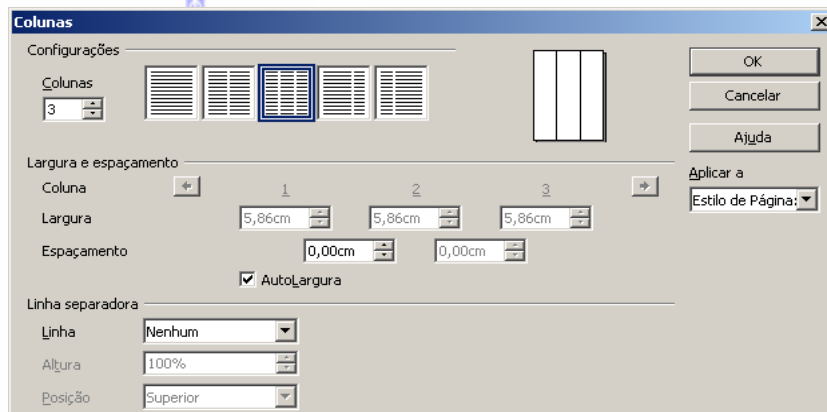 Colunas
Configurações
Colunas
3
OK
Cancelar
Ajuda
Aplicar a
Estilo de Página:
Largura e espaçamento
Coluna 1 2 3
Largura 5,86cm 5,86cm 5,86cm
Espaçamento 0,00cm 0,00cm
AutoLargura
Linha separadora
Linha Nenhum
Altura 100%
Posição Superior